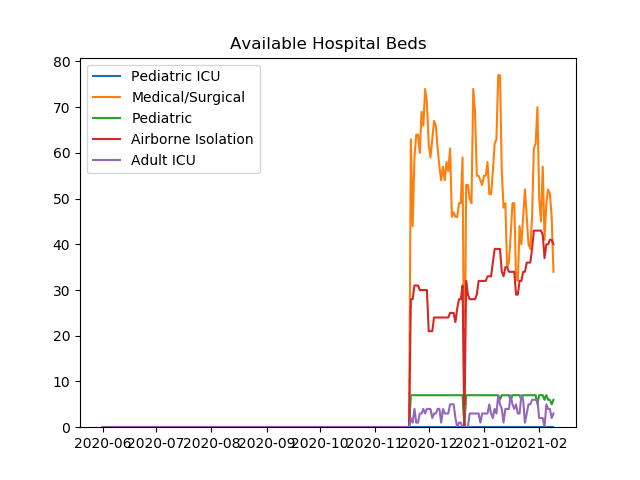 Available Hospital Beds
Pediatric ICU
Medical/Surgical
Pediatric
Airborne Isolation
Adult ICU
80
70
60
50
40
30
20
10
0
2020-06 2020-07 2020-08 2020-09 2020-10 2020-11 2020-12 2021-01 2021-02